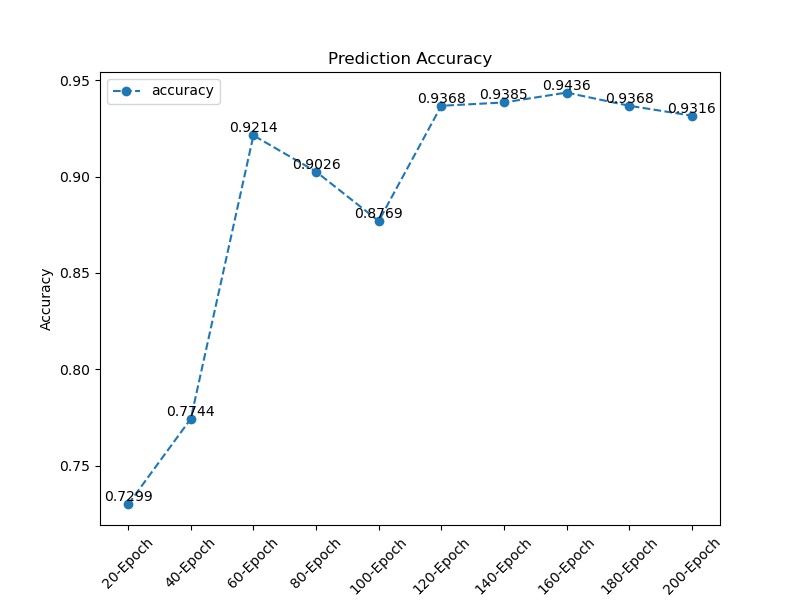 Prediction Accuracy
accuracy
0.95
0.90
0.85
0.80
0.75
Accuracy
0.7299
0.7744
0.9214
0.9026
0.8769
0.9368
0.9385
0.9436
0.9368
0.9316
20-Epoch
40-Epoch
60-Epoch
80-Epoch
100-Epoch
120-Epoch
140-Epoch
160-Epoch
180-Epoch
200-Epoch